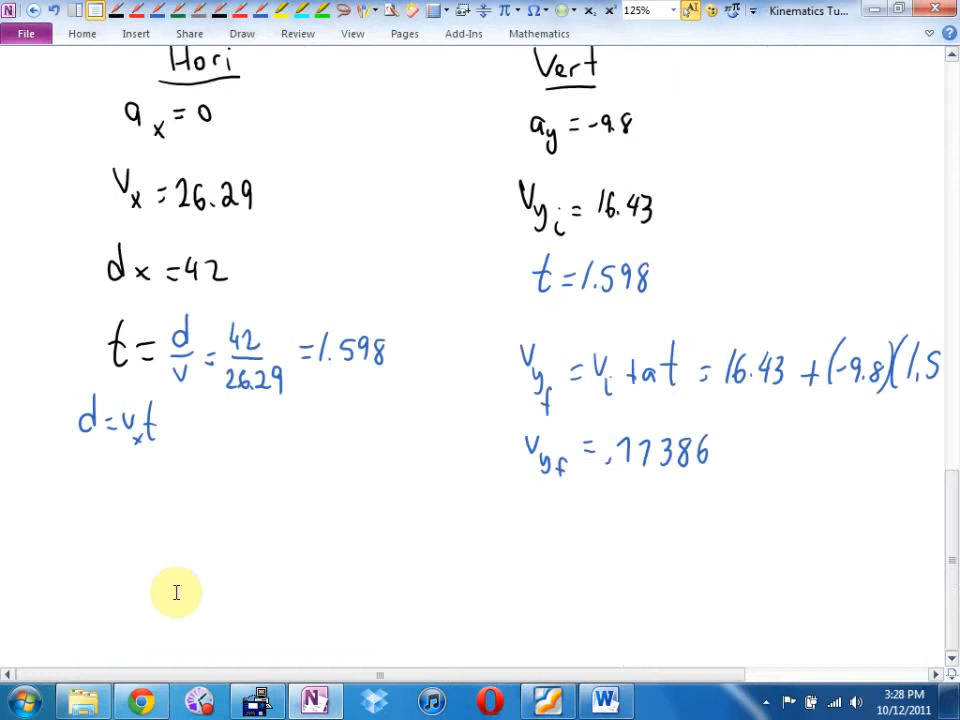 125% Kinematics Tu...
File Home Insert Share Draw Review View Pages Add-Ins Mathematics
Hori
a x = 0
Vx = 26.29
dx = 42
t = d/v = 42/26.29 = 1.598
d = vx t
Vert
ay = -9.8
Vyi = 16.43
t = 1.598
Vyf = Vi + at = 16.43 + (-9.8)(1.5
Vyf = .77386
3:28 PM
10/12/2011